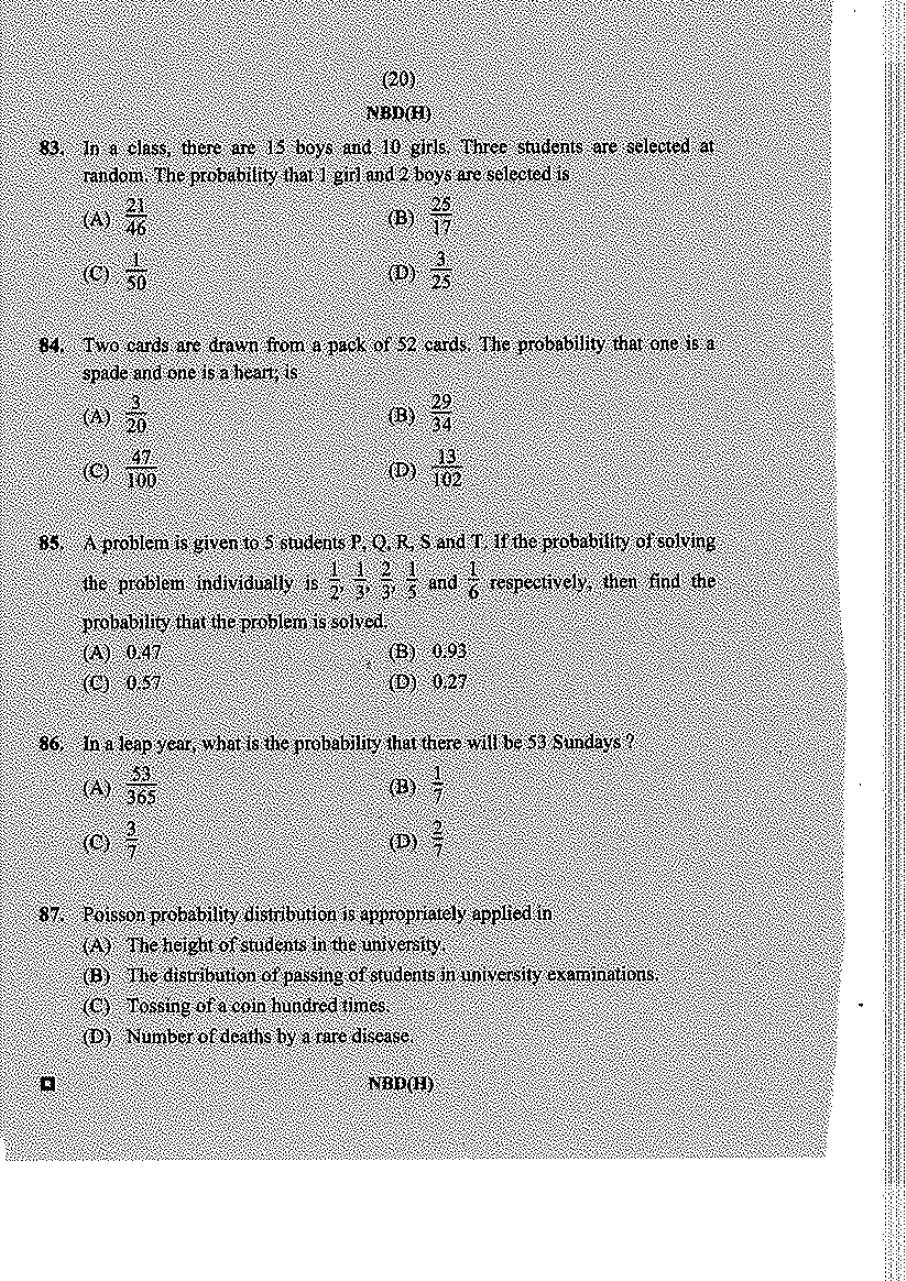 (20)
NBD(H)
83. In a class, there are 15 boys and 10 girls. Three students are selected at
random. The probability that 1 girl and 2 boys are selected is
(A) 21/46 (B) 25/17
(C) 1/50 (D) 3/25
84. Two cards are drawn from a pack of 52 cards. The probability that one is a
spade and one is a heart; is
(A) 3/20 (B) 29/34
(C) 47/100 (D) 13/102
85. A problem is given to 5 students P, Q, R, S and T. If the probability of solving
the problem individually is 1/2, 1/3, 2/3, 1/5 and 1/6 respectively, then find the
probability that the problem is solved.
(A) 0.47 (B) 0.93
(C) 0.57 (D) 0.27
86. In a leap year, what is the probability that there will be 53 Sundays ?
(A) 53/365 (B) 1/7
(C) 3/7 (D) 2/7
87. Poisson probability distribution is appropriately applied in
(A) The height of students in the university.
(B) The distribution of passing of students in university examinations.
(C) Tossing of a coin hundred times.
(D) Number of deaths by a rare disease.
NBD(H)